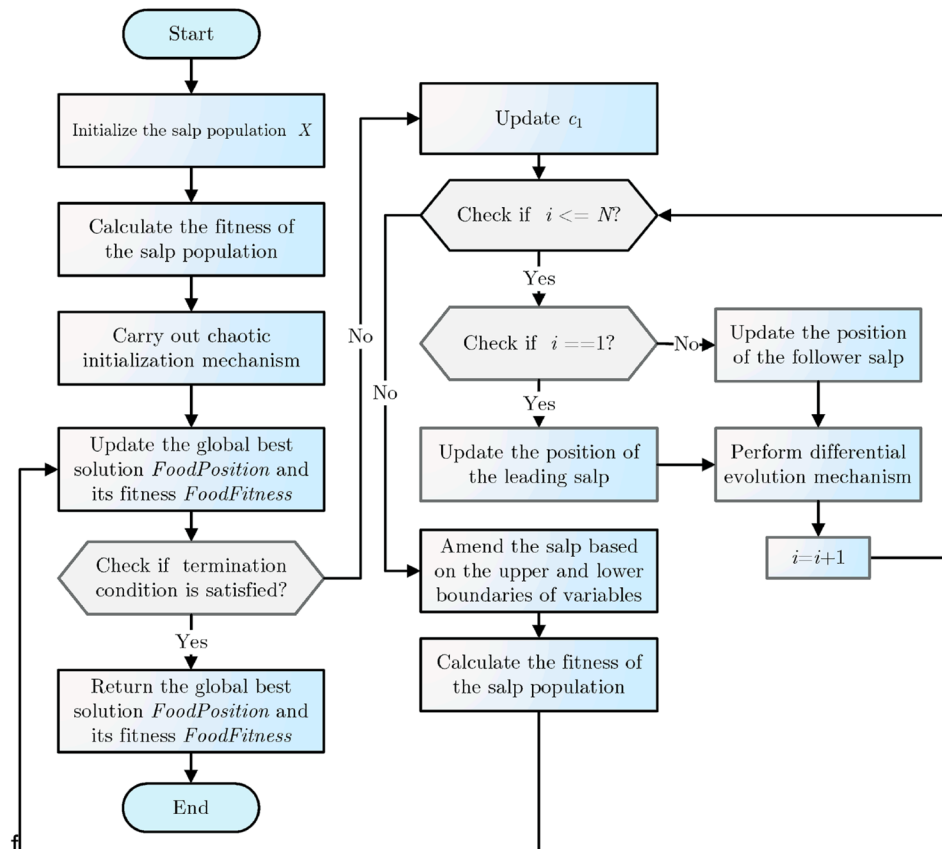 Start
Initialize the salp population X
Calculate the fitness of
the salp population
Carry out chaotic
initialization mechanism
Update the global best
solution FoodPosition and
its fitness FoodFitness
Check if termination
condition is satisfied?
Yes
Return the global best
solution FoodPosition and
its fitness FoodFitness
End
No
Update c₁
Check if i <= N?
Yes
No
Check if i ==1?
No
Yes
Update the position
of the follower salp
Update the position of
the leading salp
Perform differential
evolution mechanism
i=i+1
Amend the salp based
on the upper and lower
boundaries of variables
Calculate the fitness of
the salp population
f